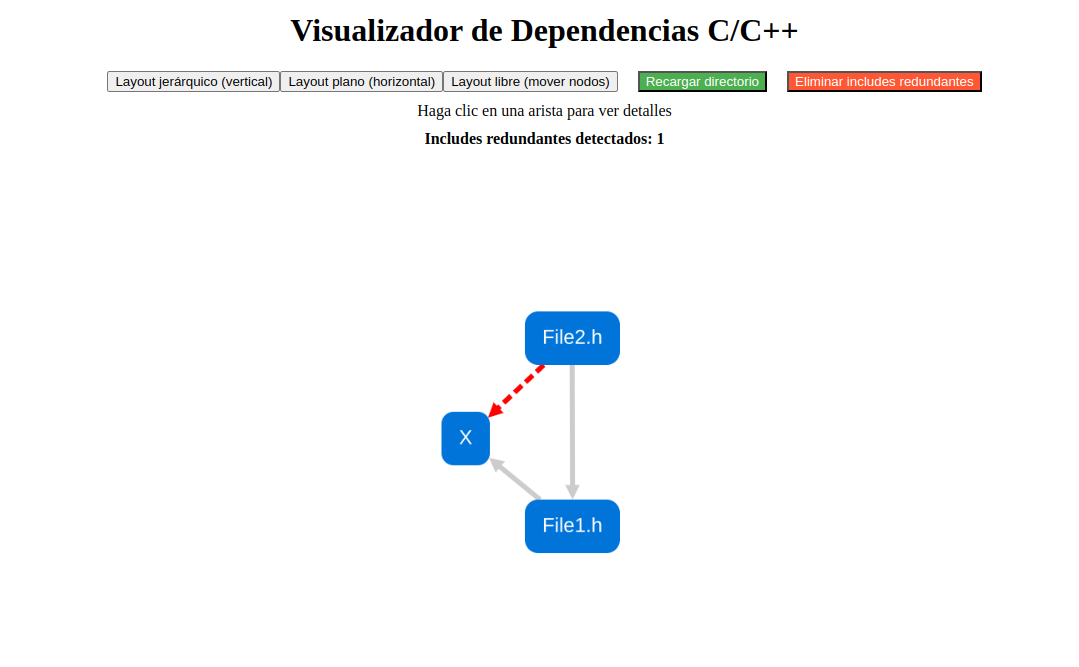 Visualizador de Dependencias C/C++
Layout jerárquico (vertical) Layout plano (horizontal) Layout libre (mover nodos) Recargar directorio Eliminar includes redundantes
Haga clic en una arista para ver detalles
Includes redundantes detectados: 1
File2.h
X
File1.h